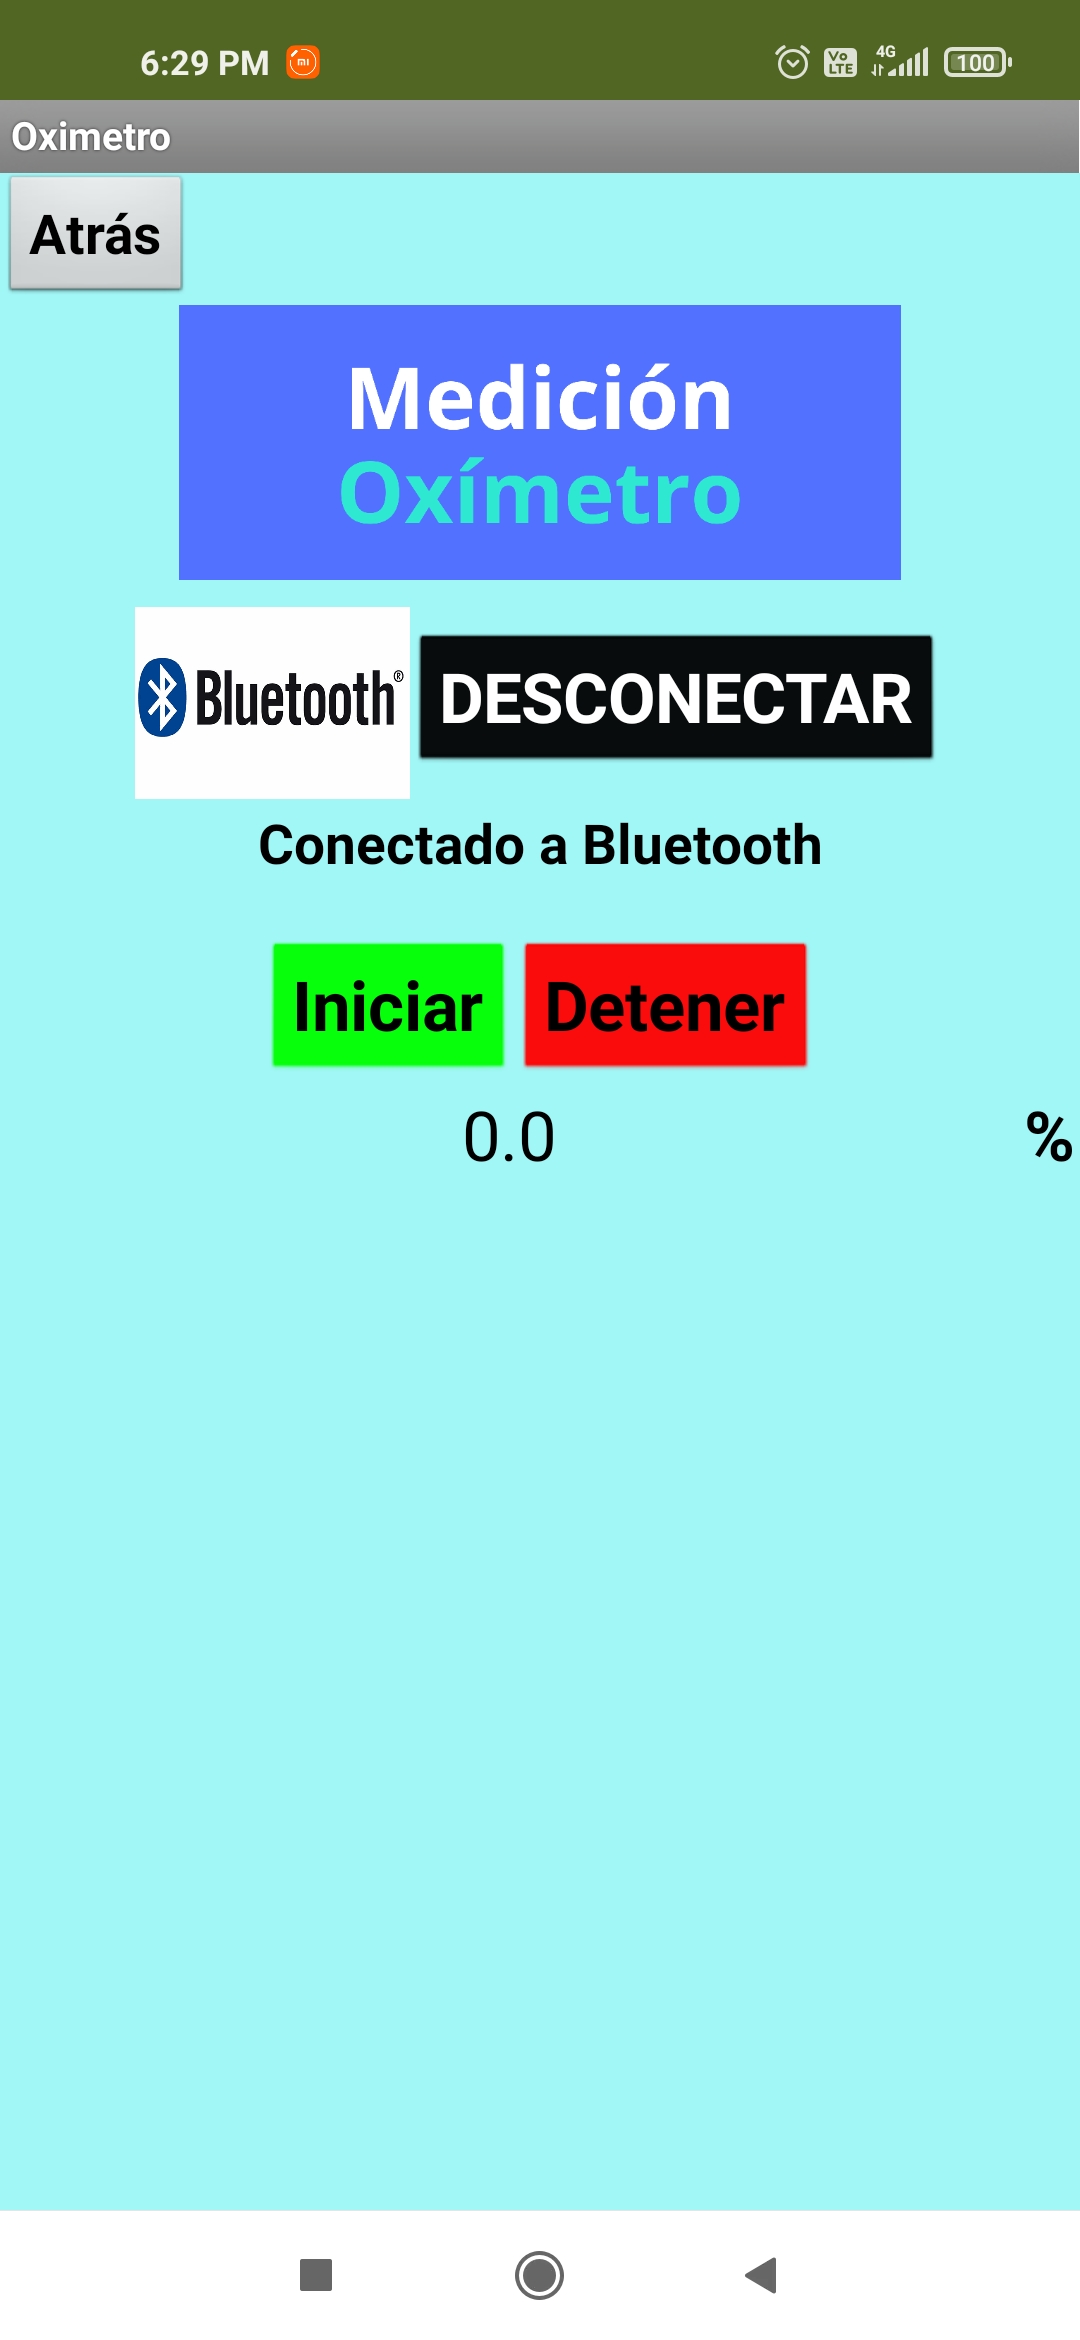 6:29 PM
4G
Vo
LTE
100
Oximetro
Atrás
Medición
Oxímetro
Bluetooth®
DESCONECTAR
Conectado a Bluetooth
Iniciar
Detener
0.0
%